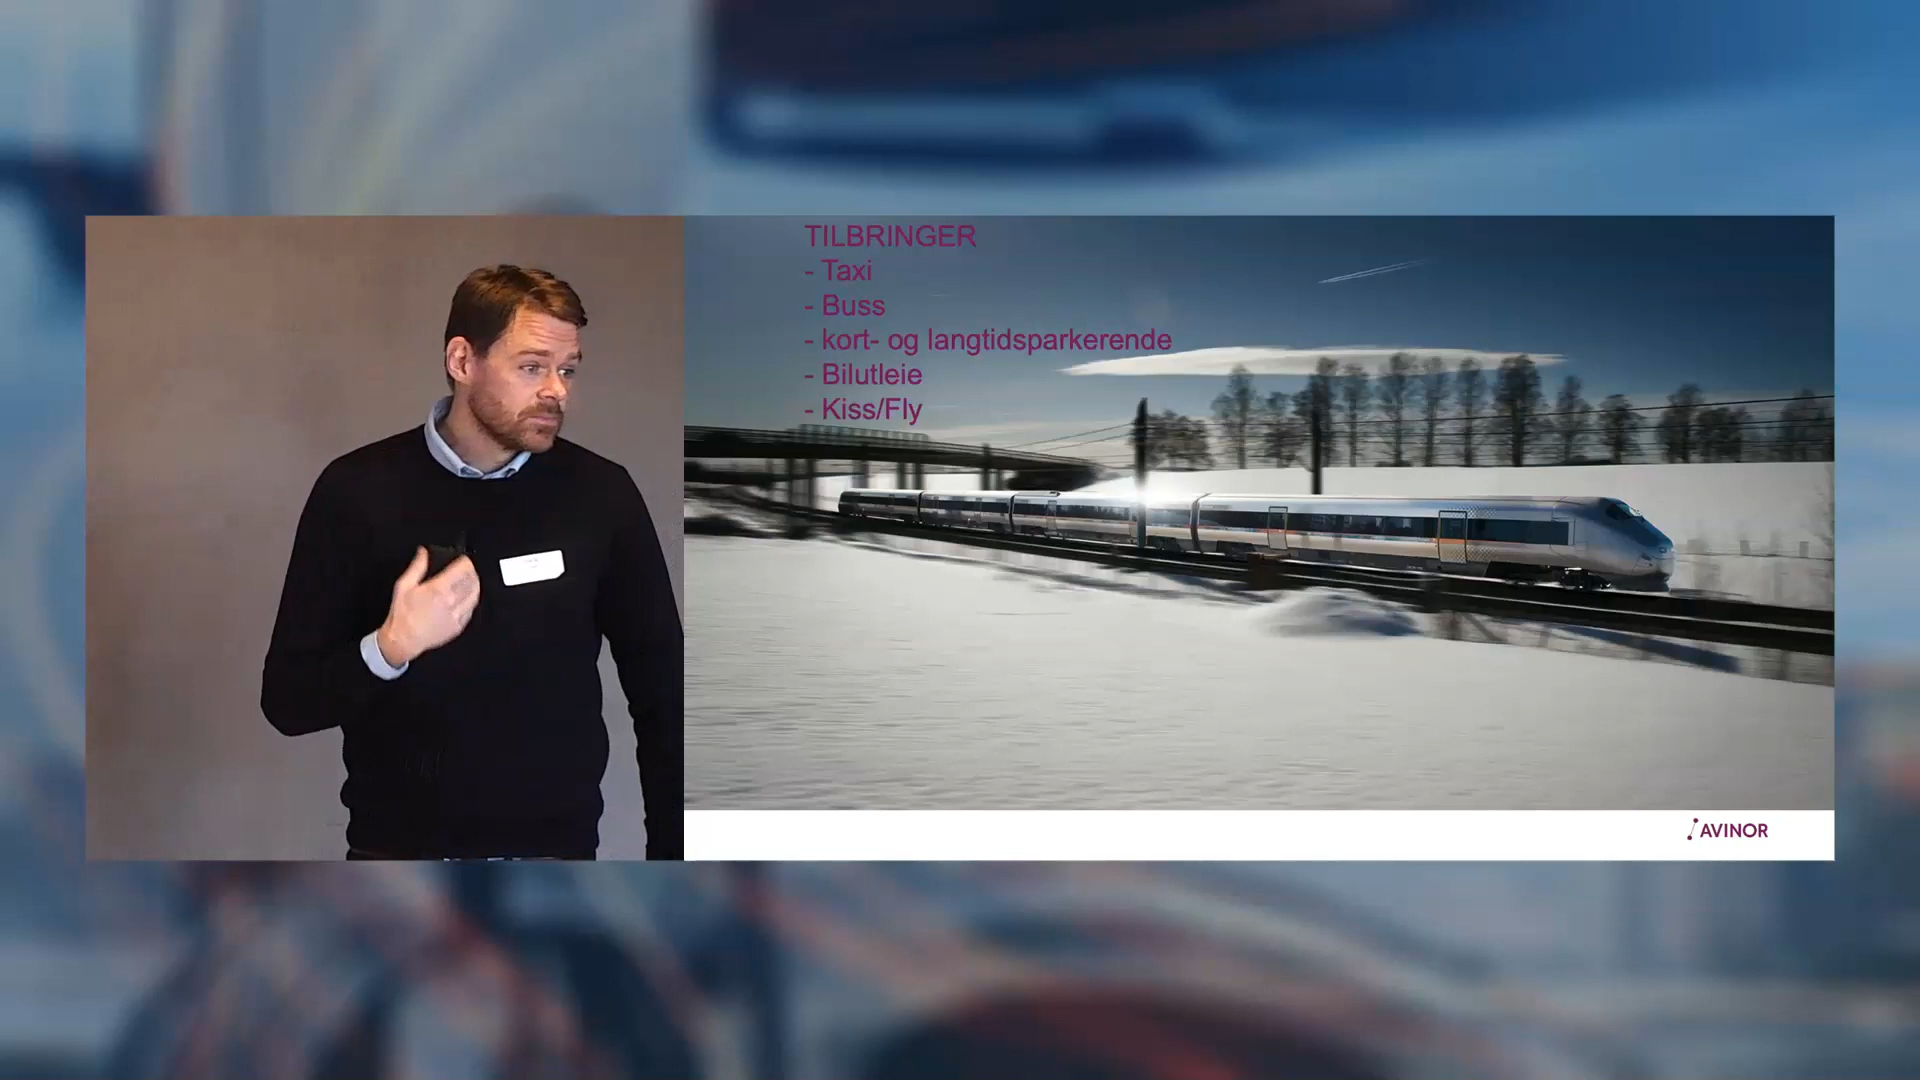 TILBRINGER
- Taxi
- Buss
- kort- og langtidsparkerende
- Bilutleie
- Kiss/Fly
AVINOR